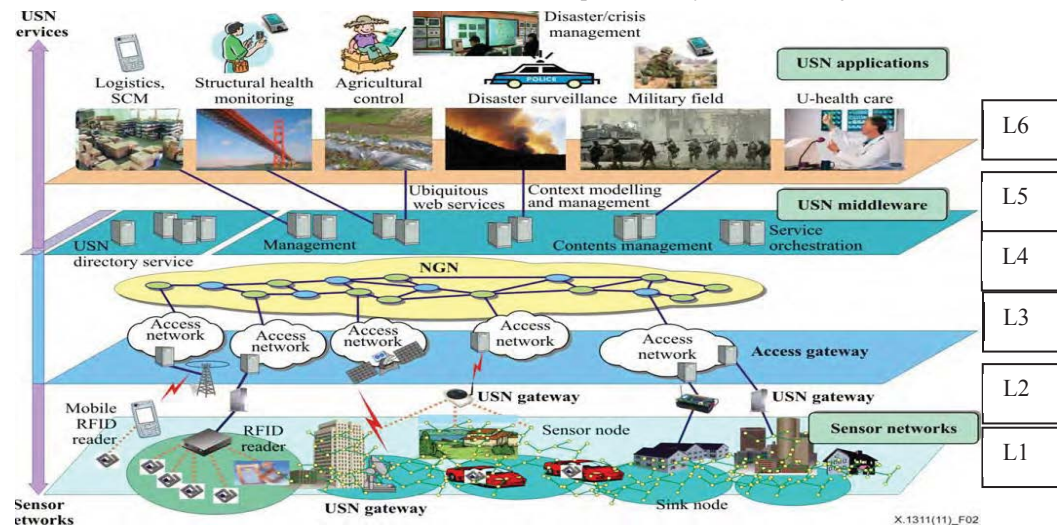 USN
ervices
Disaster/crisis
management
Logistics,
SCM
Structural health
monitoring
Agricultural
control
POLICE
Disaster surveillance
Military field
USN applications
U-health care
L6
Ubiquitous
web services
Context modelling
and management
USN middleware
L5
USN
directory service
Management
Contents management
Service
orchestration
L4
NGN
Access
network
Access
network
Access
network
Access
network
Access
network
Access gateway
L3
Mobile
RFID
reader
RFID
reader
USN gateway
USN gateway
L2
Sensor node
Sensor networks
L1
USN gateway
Sink node
Sensor
networks
X.1311(11)_F02